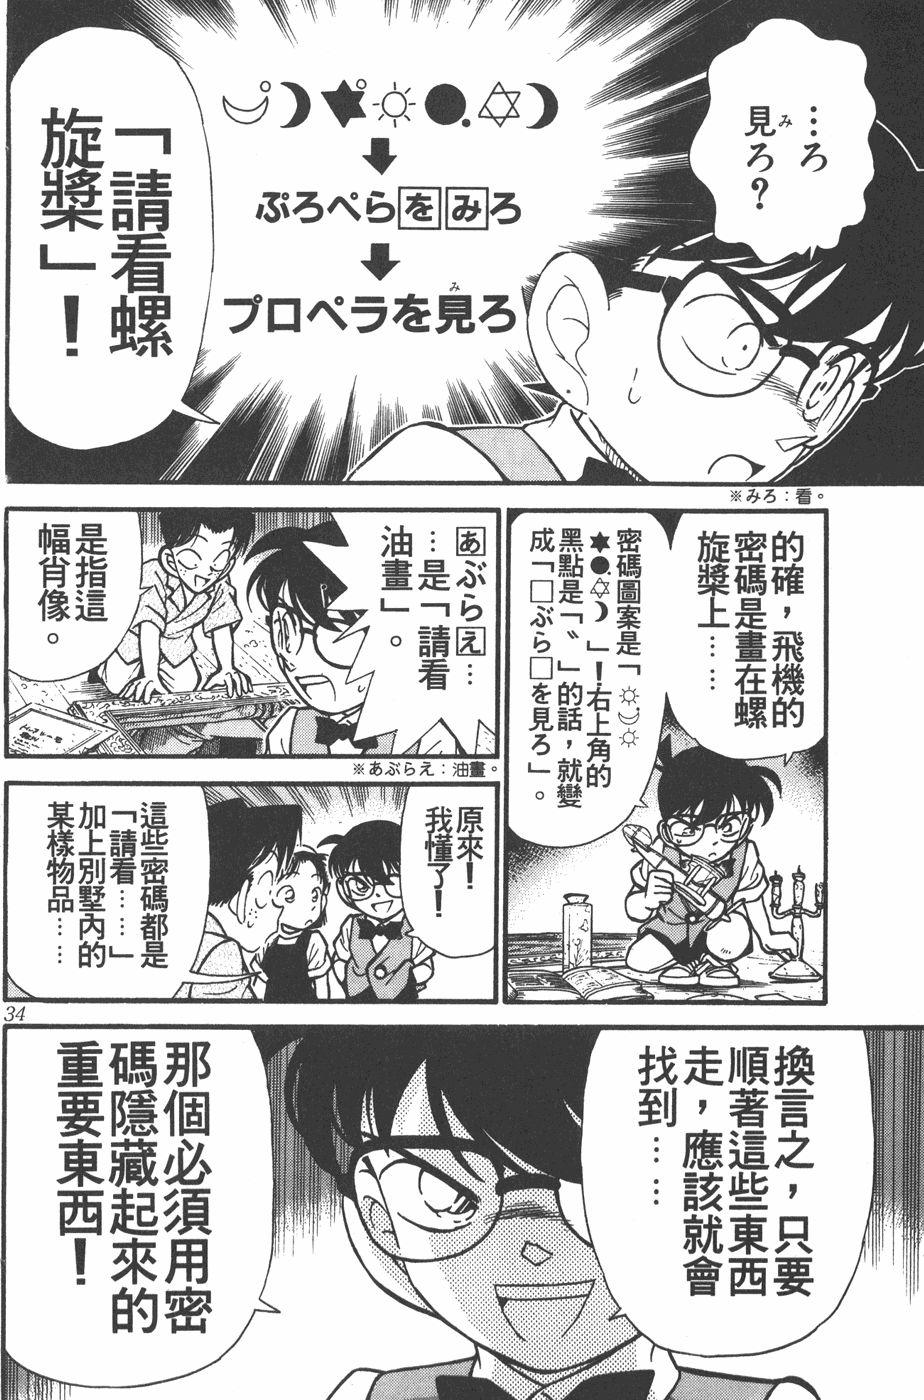 …ろ
見ろ？
み
ぷろぺらをみろ
プロペラを見ろ
み
「請看螺
旋槳」！
※みろ：看。
的確，飛機的
密碼是畫在螺
旋槳上……
密碼圖案是「☼☽☼
★●✡☽」！右上角的
黑點是「〃」的話，就變
成「□ぶら□を見ろ」。
あぶらえ…
…是「請看
油畫」。
是指這
幅肖像。
※あぶらえ：油畫。
原來！
我懂了！
這些密碼都是
「請看……」
加上別墅內的
某樣物品……
34
換言之，只要
順著這些東西
走，應該就會
找到……
那個必須用密
碼隱藏起來的
重要東西！